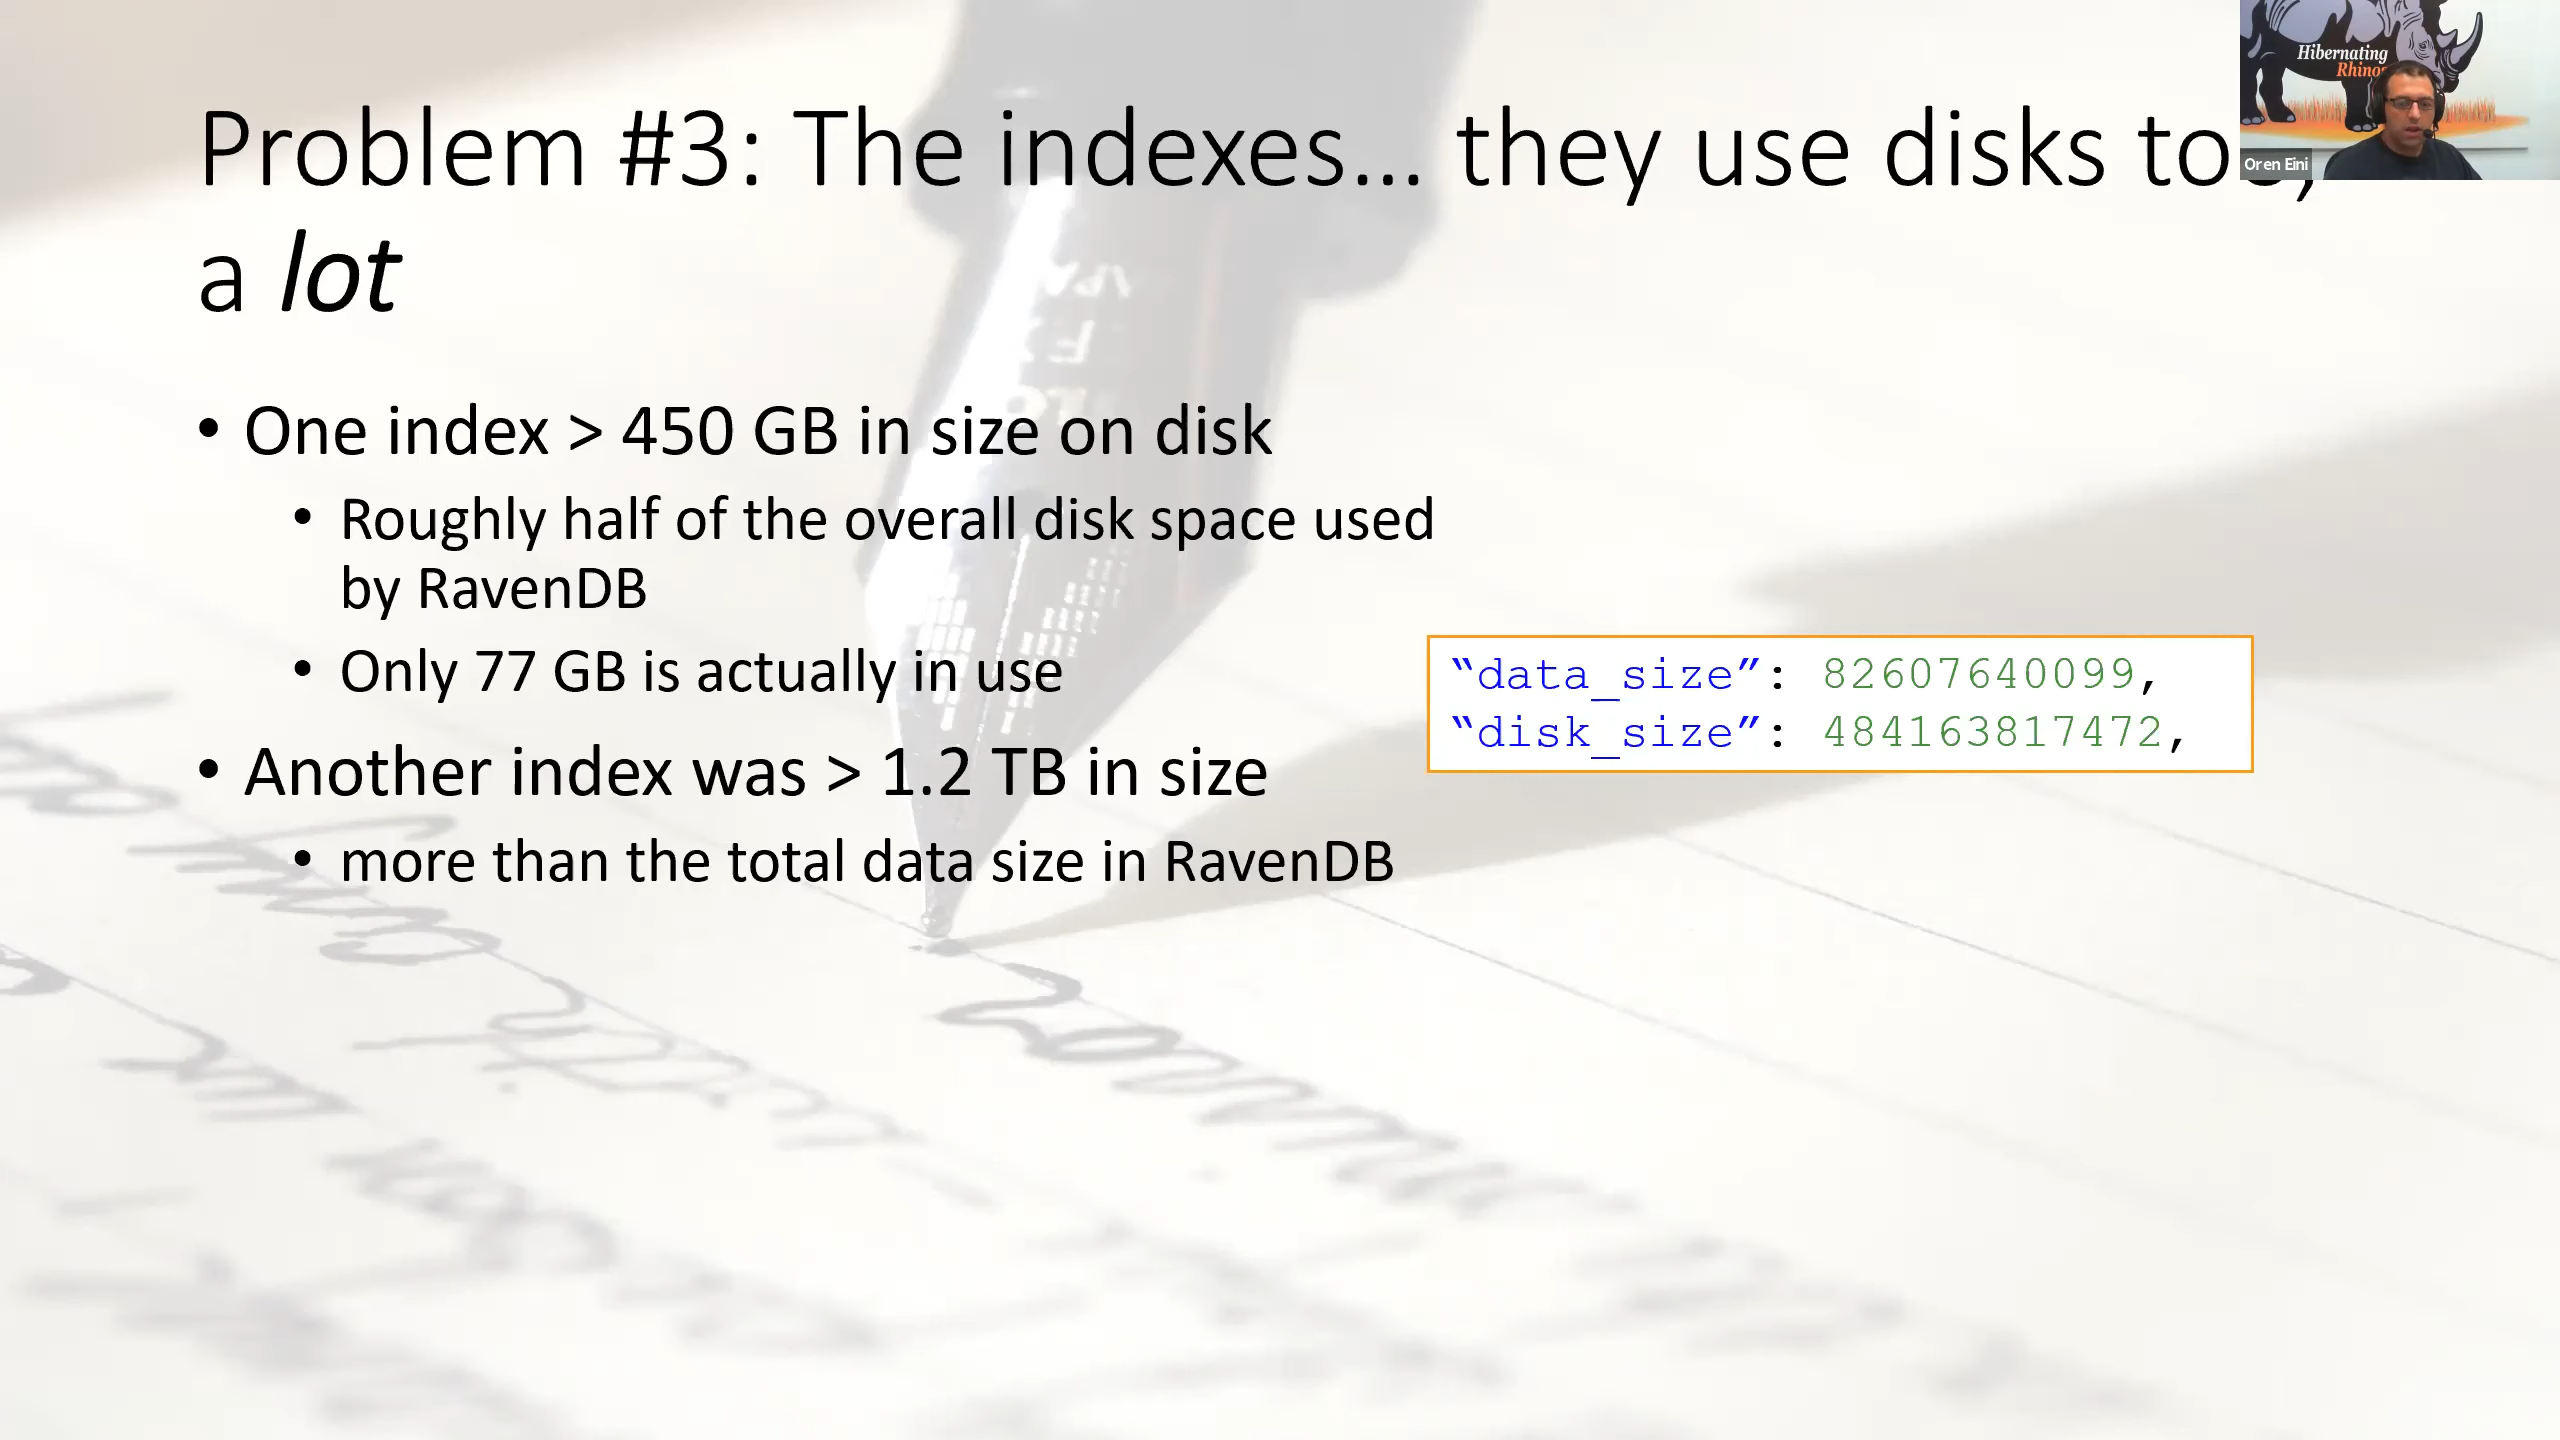 Hibernating
Rhinos
Oren Eini
Problem #3: The indexes... they use disks too,
a lot
• One index > 450 GB in size on disk
• Roughly half of the overall disk space used
by RavenDB
• Only 77 GB is actually in use
“data_size”: 82607640099,
“disk_size”: 484163817472,
• Another index was > 1.2 TB in size
• more than the total data size in RavenDB